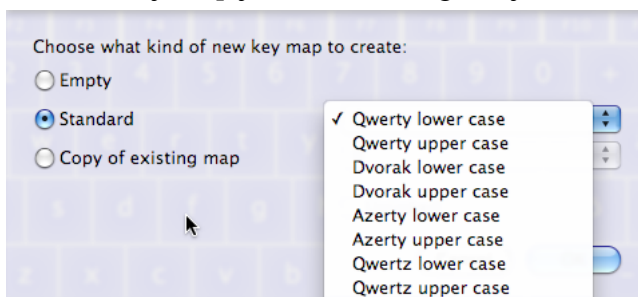 Choose what kind of new key map to create:
Empty
Standard
✓ Qwerty lower case
Qwerty upper case
Copy of existing map
Dvorak lower case
Dvorak upper case
Azerty lower case
Azerty upper case
Qwertz lower case
Qwertz upper case